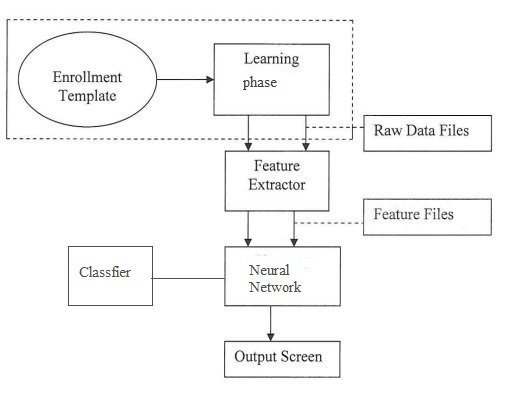 Enrollment
Template
Learning
phase
Raw Data Files
Feature
Extractor
Feature Files
Classfier
Neural
Network
Output Screen